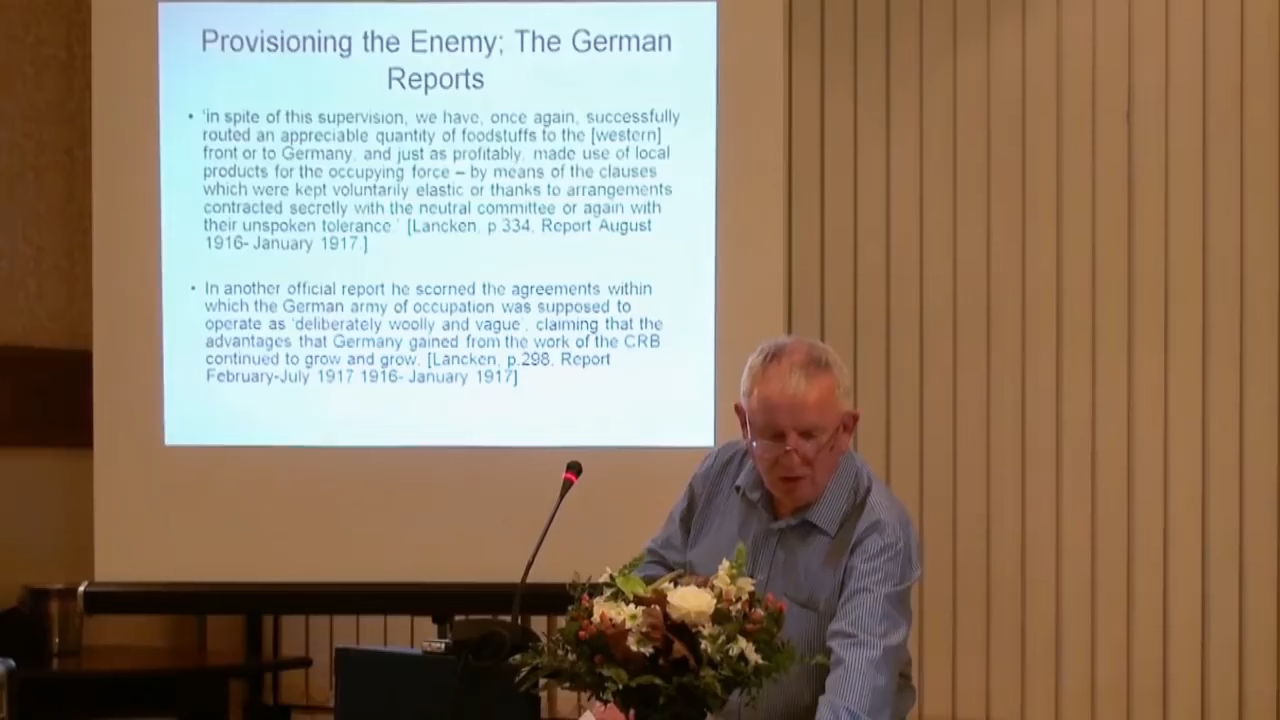 Provisioning the Enemy; The German
Reports
• 'in spite of this supervision, we have, once again, successfully
routed an appreciable quantity of foodstuffs to the [western]
front or to Germany, and just as profitably, made use of local
products for the occupying force – by means of the clauses
which were kept voluntarily elastic or thanks to arrangements
contracted secretly with the neutral committee or again with
their unspoken tolerance.' [Lancken, p.334, Report August
1916- January 1917.]
• In another official report he scorned the agreements within
which the German army of occupation was supposed to
operate as 'deliberately woolly and vague', claiming that the
advantages that Germany gained from the work of the CRB
continued to grow and grow. [Lancken, p.298, Report
February-July 1917 1916- January 1917]